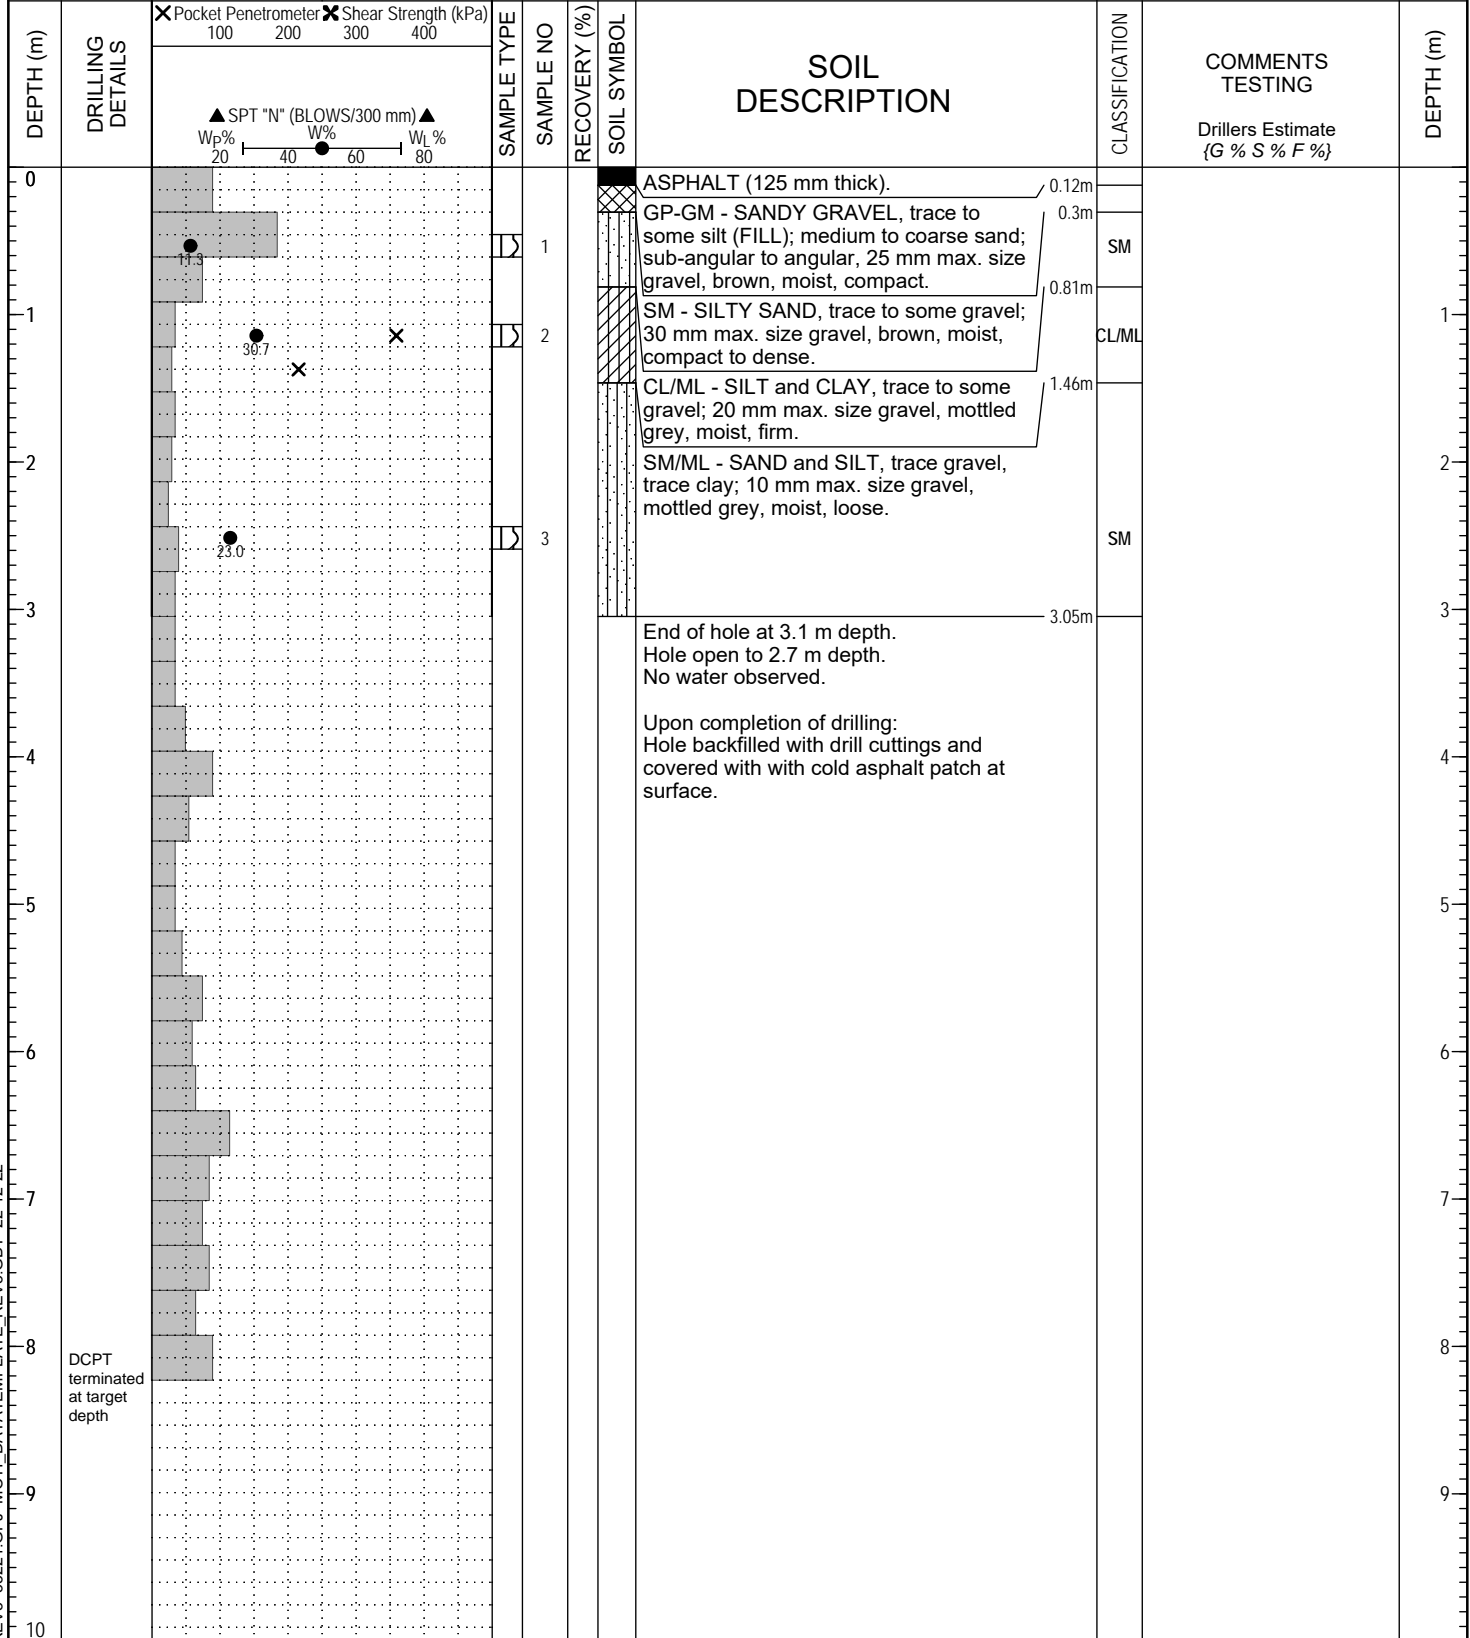 DEPTH (m)
DRILLING
DETAILS
Pocket Penetrometer Shear Strength (kPa)
100 200 300 400
▲ SPT "N" (BLOWS/300 mm) ▲
WP% W% WL%
20 40 60 80
SAMPLE TYPE
SAMPLE NO
RECOVERY (%)
SOIL SYMBOL
SOIL
DESCRIPTION
CLASSIFICATION
COMMENTS
TESTING
Drillers Estimate
{G % S % F %}
DEPTH (m)
0
ASPHALT (125 mm thick).
0.12m
GP-GM - SANDY GRAVEL, trace to
some silt (FILL); medium to coarse sand;
sub-angular to angular, 25 mm max. size
gravel, brown, moist, compact.
0.3m
11.3
1
SM
0.81m
SM - SILTY SAND, trace to some gravel;
30 mm max. size gravel, brown, moist,
compact to dense.
1
1
30.7
2
CL/ML
1.46m
CL/ML - SILT and CLAY, trace to some
gravel; 20 mm max. size gravel, mottled
grey, moist, firm.
SM/ML - SAND and SILT, trace gravel,
trace clay; 10 mm max. size gravel,
mottled grey, moist, loose.
2
2
23.0
3
SM
3
3
3.05m
End of hole at 3.1 m depth.
Hole open to 2.7 m depth.
No water observed.
Upon completion of drilling:
Hole backfilled with drill cuttings and
covered with with cold asphalt patch at
surface.
4
4
5
5
6
6
7
7
8
8
DCPT
terminated
at target
depth
9
9
10